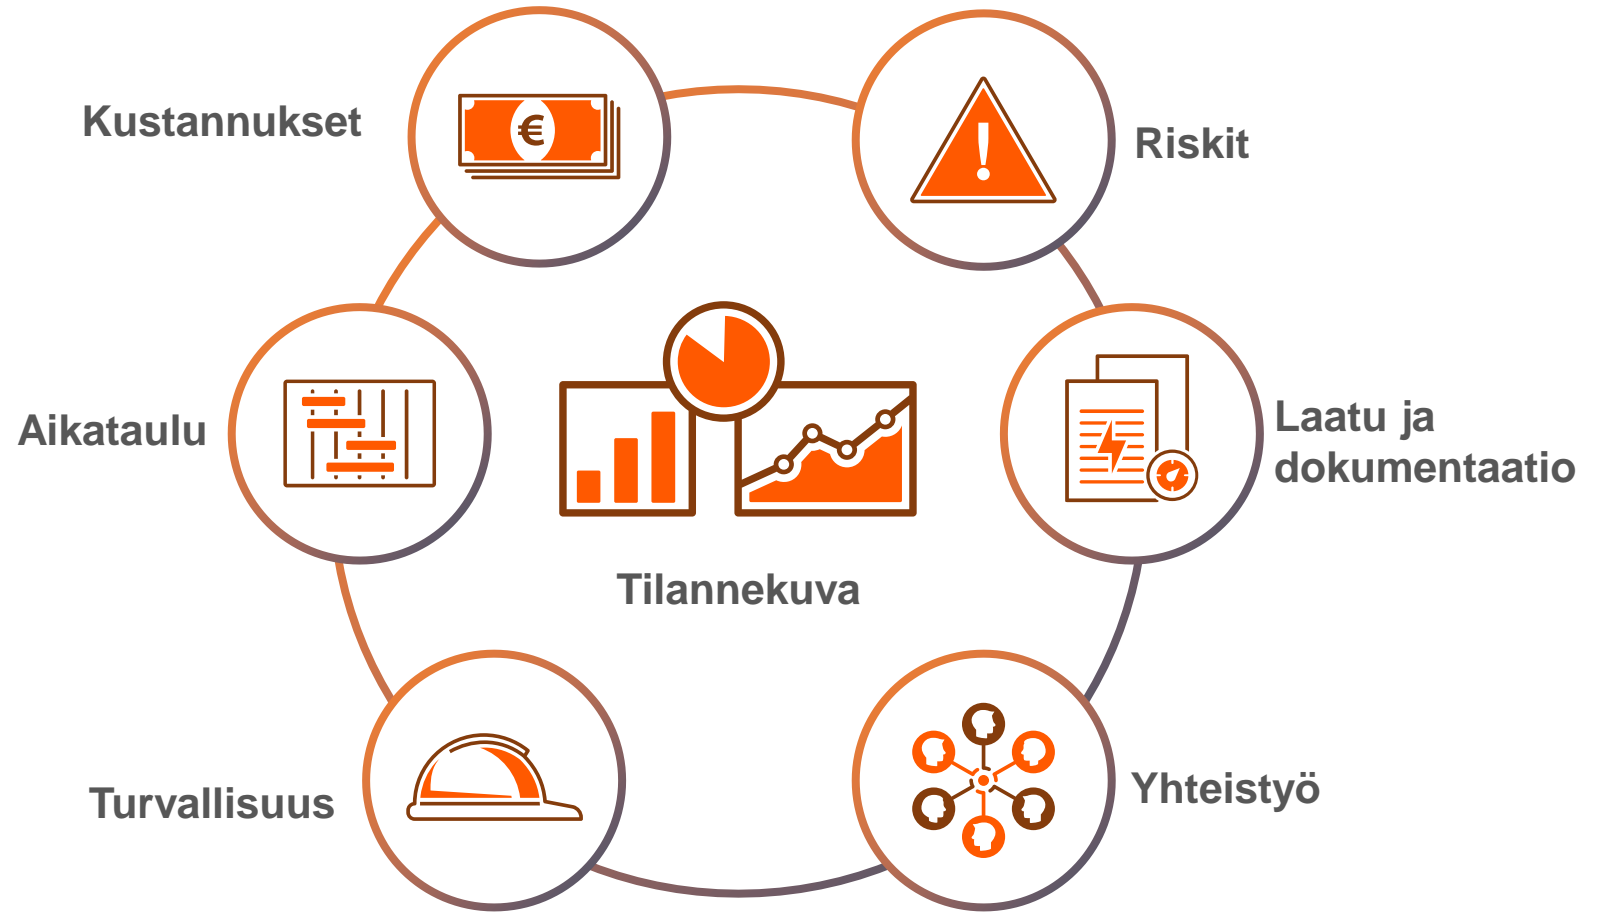 Kustannukset
Riskit
Aikataulu
Laatu ja
dokumentaatio
Tilannekuva
Turvallisuus
Yhteistyö
€
!